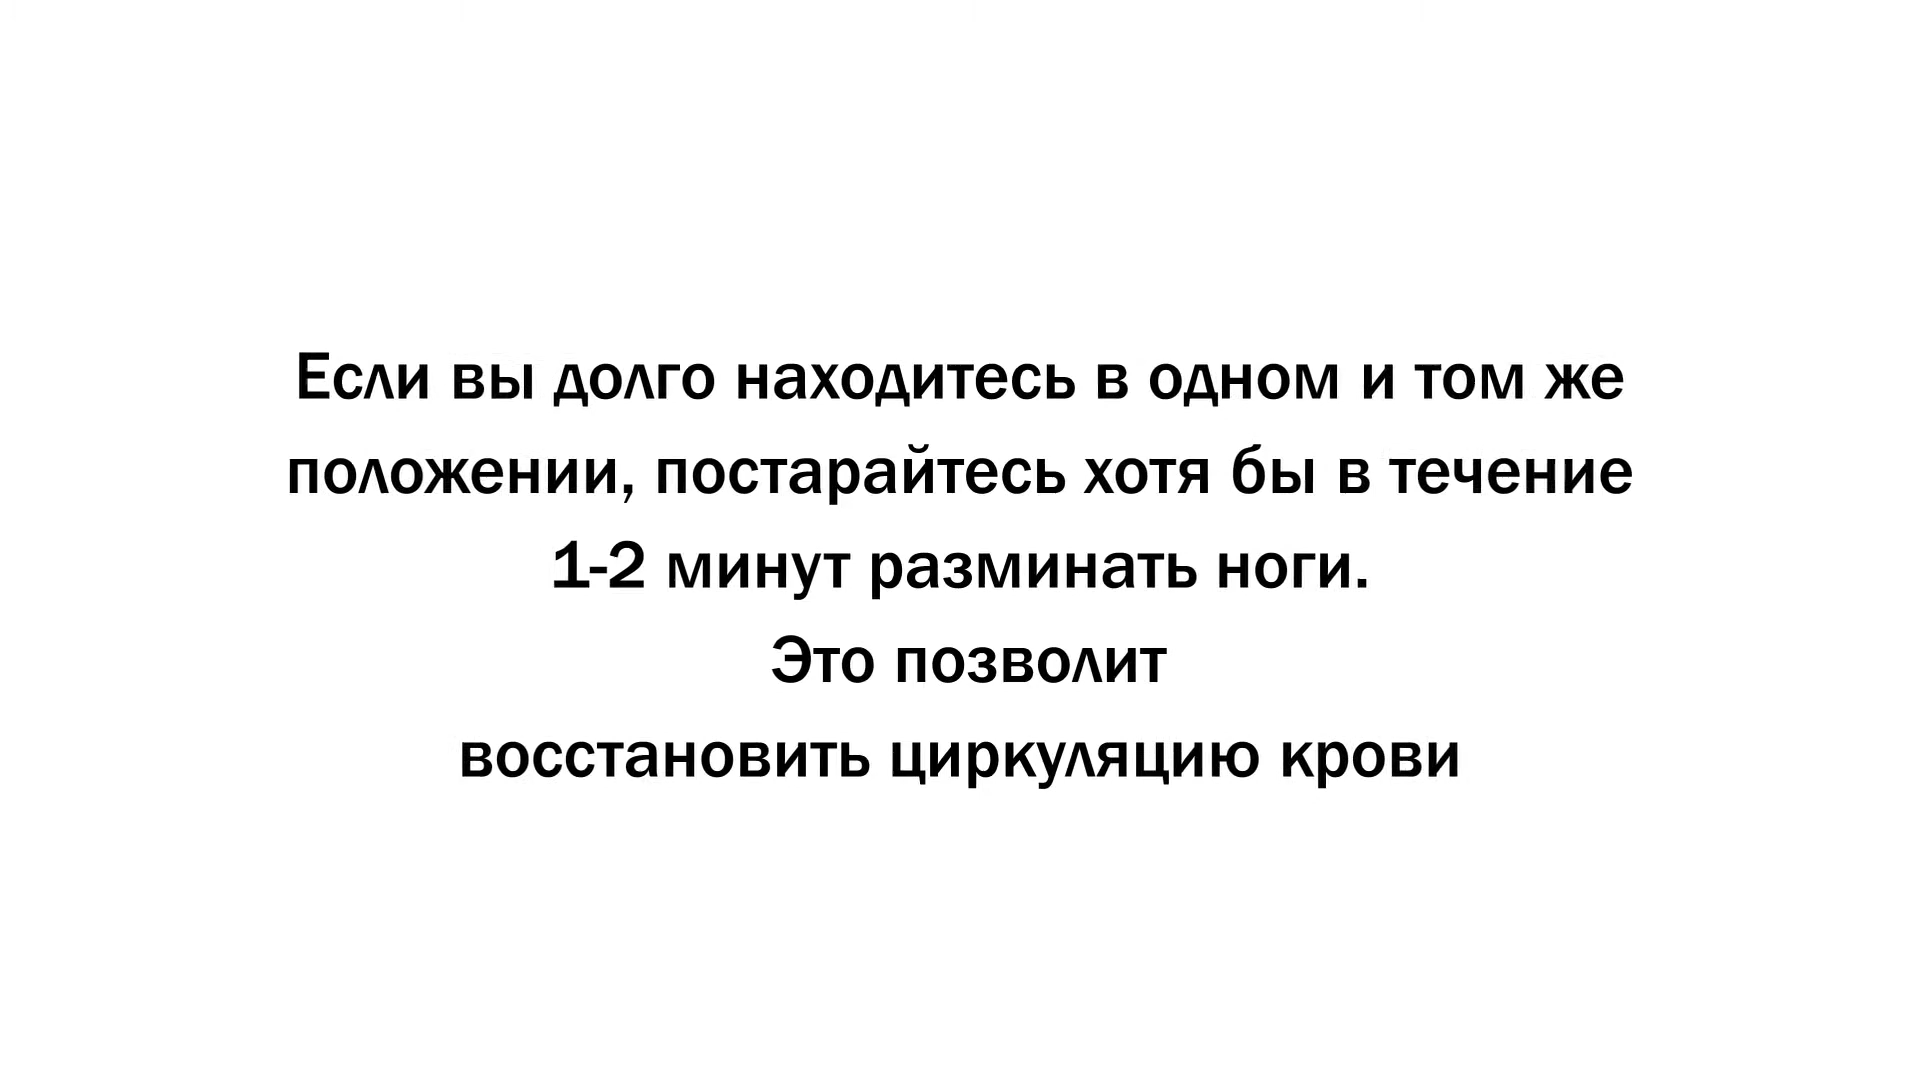 Если вы долго находитесь в одном и том же
положении, постарайтесь хотя бы в течение
1-2 минут разминать ноги.
Это позволит
восстановить циркуляцию крови